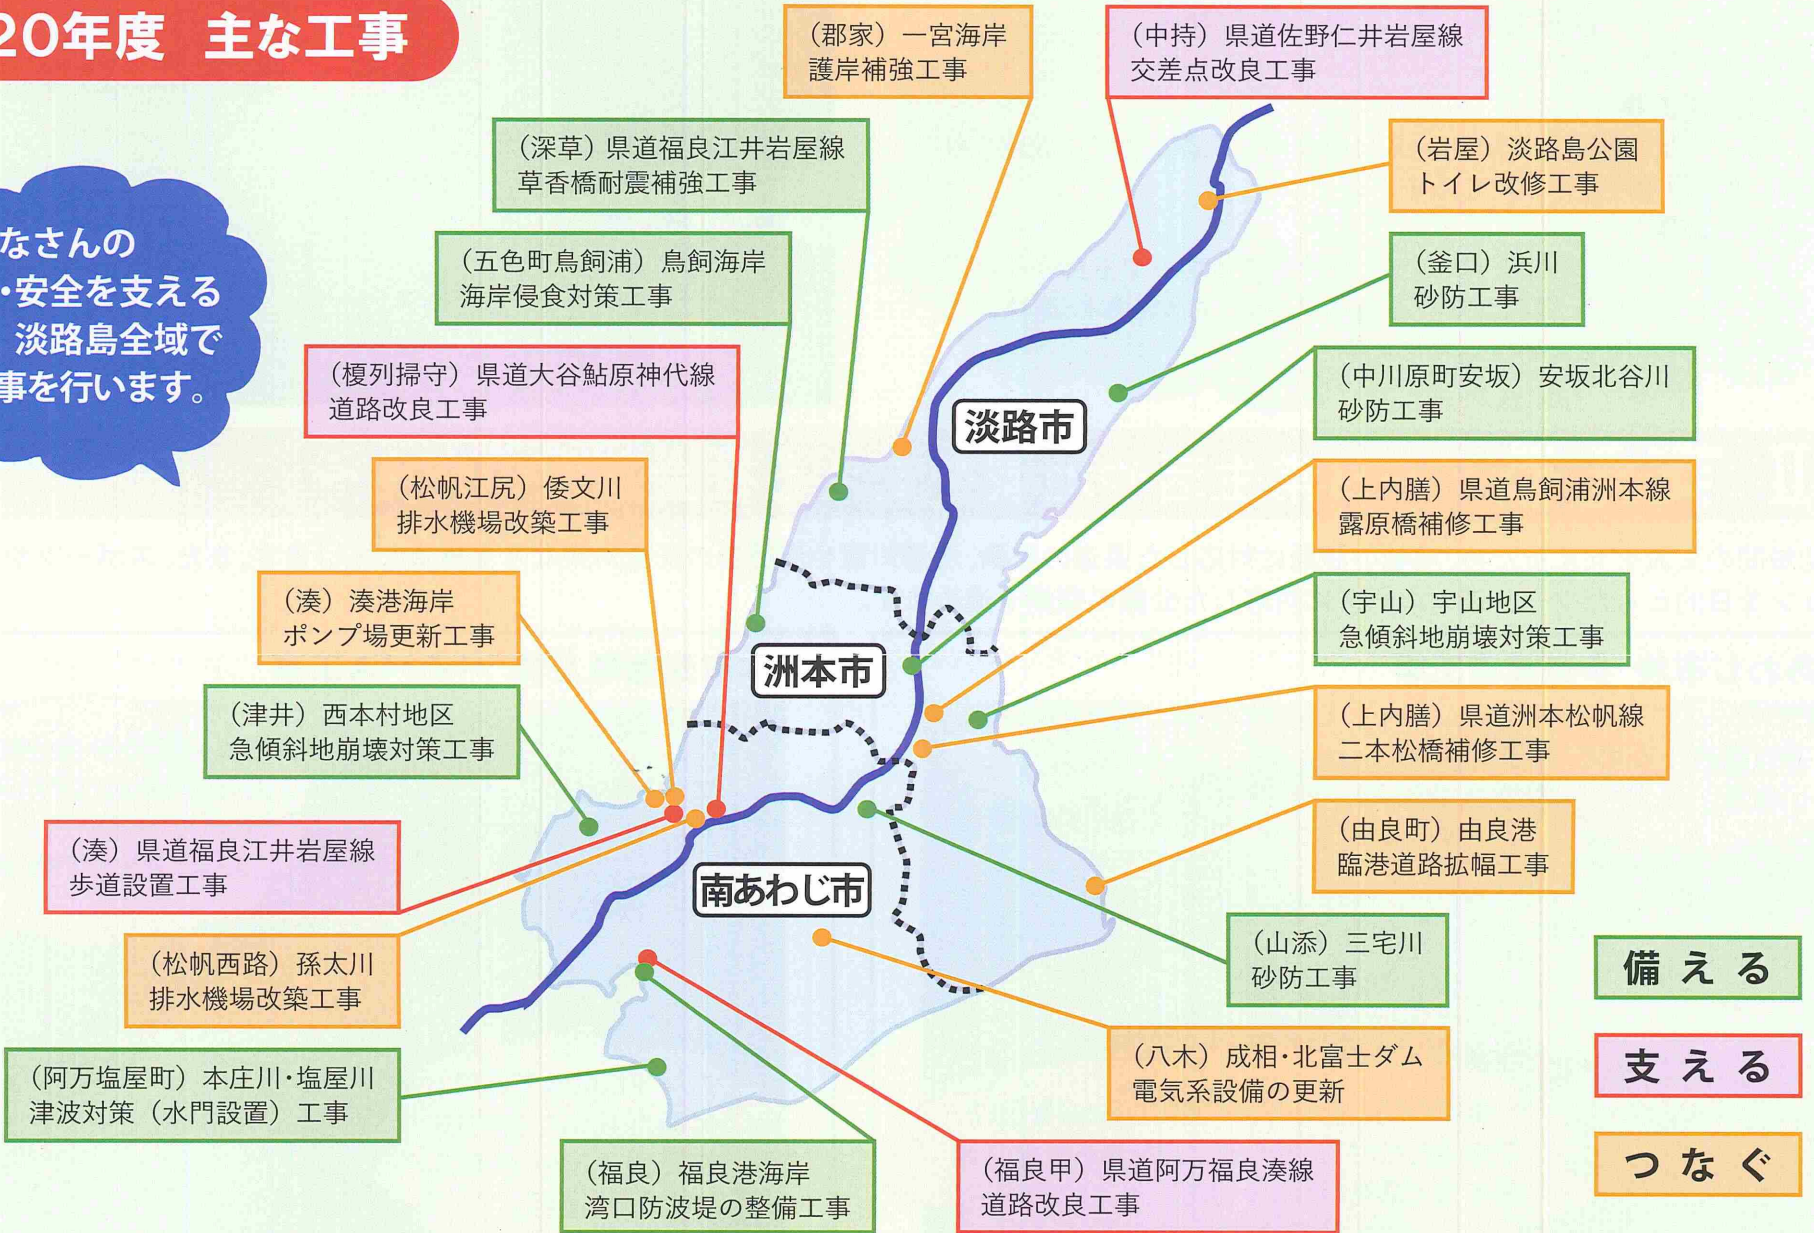 20年度 主な工事
なさんの
・安全を支える
淡路島全域で
事を行います。
(郡家)一宮海岸
護岸補強工事
(中持)県道佐野仁井岩屋線
交差点改良工事
(深草)県道福良江井岩屋線
草香橋耐震補強工事
(岩屋)淡路島公園
トイレ改修工事
(五色町鳥飼浦)鳥飼海岸
海岸侵食対策工事
(釜口)浜川
砂防工事
(榎列掃守)県道大谷鮎原神代線
道路改良工事
(中川原町安坂)安坂北谷川
砂防工事
淡路市
(松帆江尻)倭文川
排水機場改築工事
(上内膳)県道鳥飼浦洲本線
露原橋補修工事
(湊)湊港海岸
ポンプ場更新工事
(宇山)宇山地区
急傾斜地崩壊対策工事
洲本市
(津井)西本村地区
急傾斜地崩壊対策工事
(上内膳)県道洲本松帆線
二本松橋補修工事
(湊)県道福良江井岩屋線
歩道設置工事
(由良町)由良港
臨港道路拡幅工事
南あわじ市
(松帆西路)孫太川
排水機場改築工事
(山添)三宅川
砂防工事
(阿万塩屋町)本庄川・塩屋川
津波対策(水門設置)工事
(八木)成相・北富士ダム
電気系設備の更新
(福良)福良港海岸
湾口防波堤の整備工事
(福良甲)県道阿万福良湊線
道路改良工事
備える
支える
つなぐ